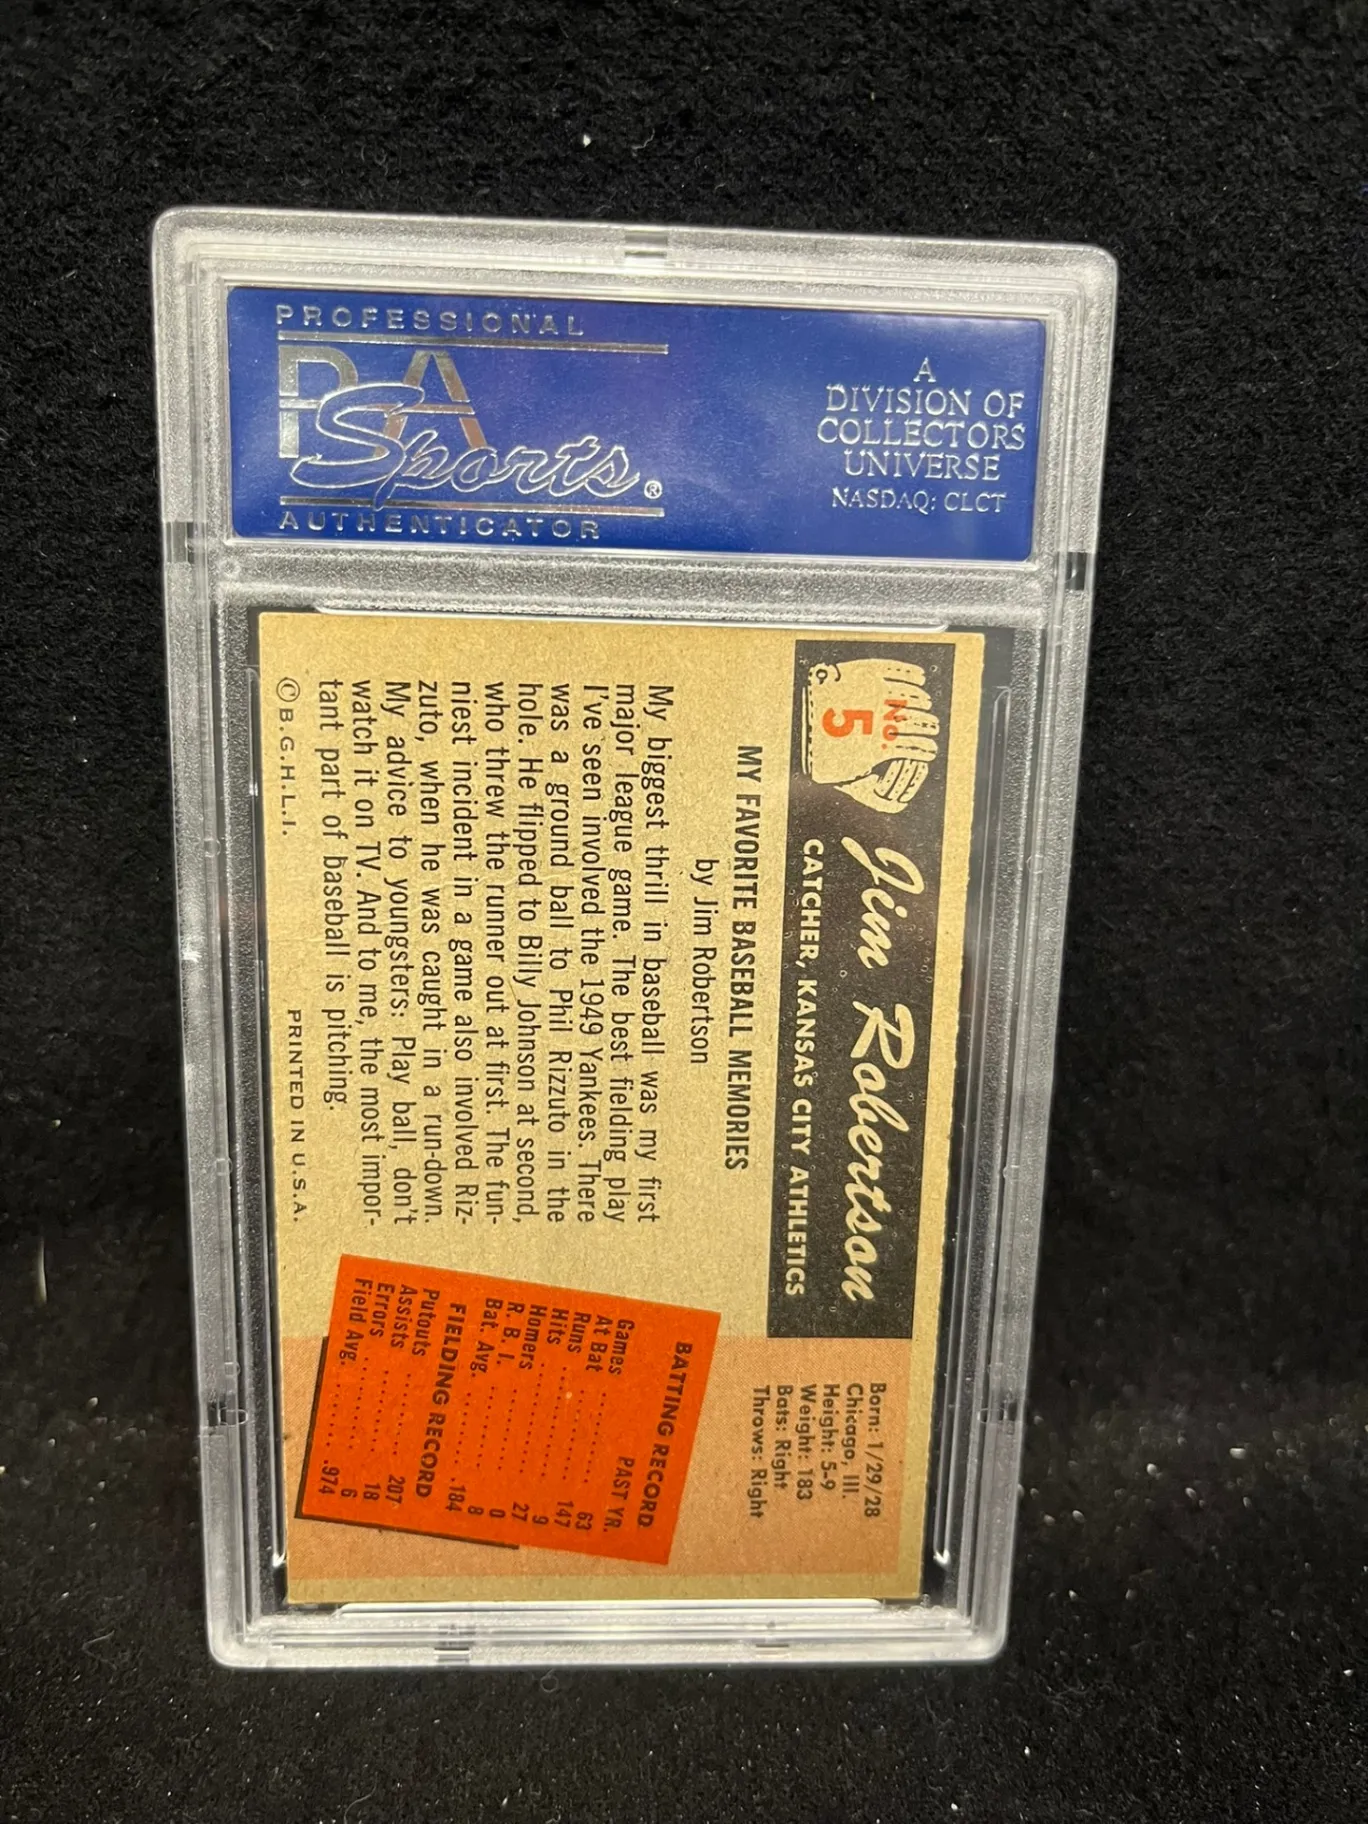 PROFESSIONAL
PSA
Sports®
AUTHENTICATOR
A
DIVISION OF
COLLECTORS
UNIVERSE
NASDAQ: CLCT
No.
5
Jim Robertson
CATCHER, KANSAS CITY ATHLETICS
MY FAVORITE BASEBALL MEMORIES
by Jim Robertson
My biggest thrill in baseball was my first
major league game. The best fielding play
I've seen involved the 1949 Yankees. There
was a ground ball to Phil Rizzuto in the
hole. He flipped to Billy Johnson at second,
who threw the runner out at first. The fun-
niest incident in a game also involved Riz-
zuto, when he was caught in a run-down.
My advice to youngsters: Play ball, don't
watch it on TV. And to me, the most impor-
tant part of baseball is pitching.
©B.G.H.L.I. PRINTED IN U.S.A.
Born: 1/29/28
Chicago, Ill.
Height: 5-9
Weight: 183
Bats: Right
Throws: Right
BATTING RECORD
PAST YR.
Games 63
At Bat 147
Runs 9
Hits 27
Homers 0
R. B. I. 8
Bat. Avg. .184
FIELDING RECORD
Putouts 207
Assists 18
Errors 6
Field Avg. .974